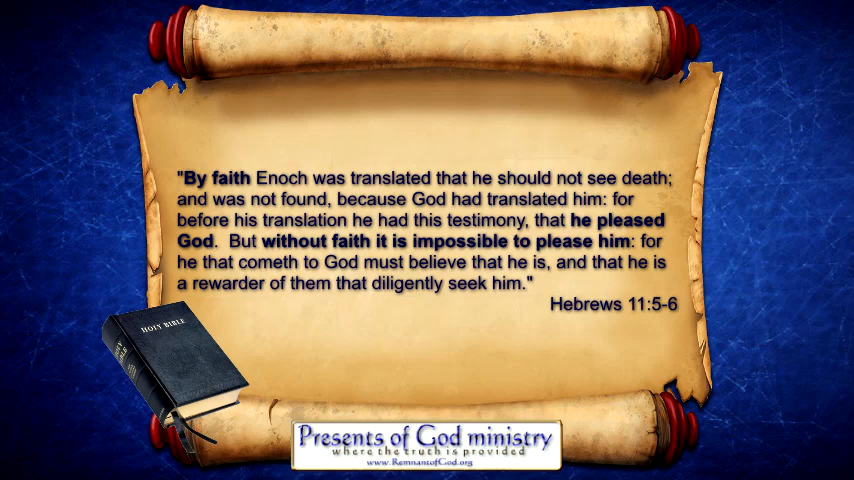 "By faith Enoch was translated that he should not see death;
and was not found, because God had translated him: for
before his translation he had this testimony, that he pleased
God.  But without faith it is impossible to please him: for
he that cometh to God must believe that he is, and that he is
a rewarder of them that diligently seek him."
Hebrews 11:5-6
HOLY BIBLE
HOLY
BIBLE
Presents of God ministry
where the truth is provided
www.RemnantofGod.org